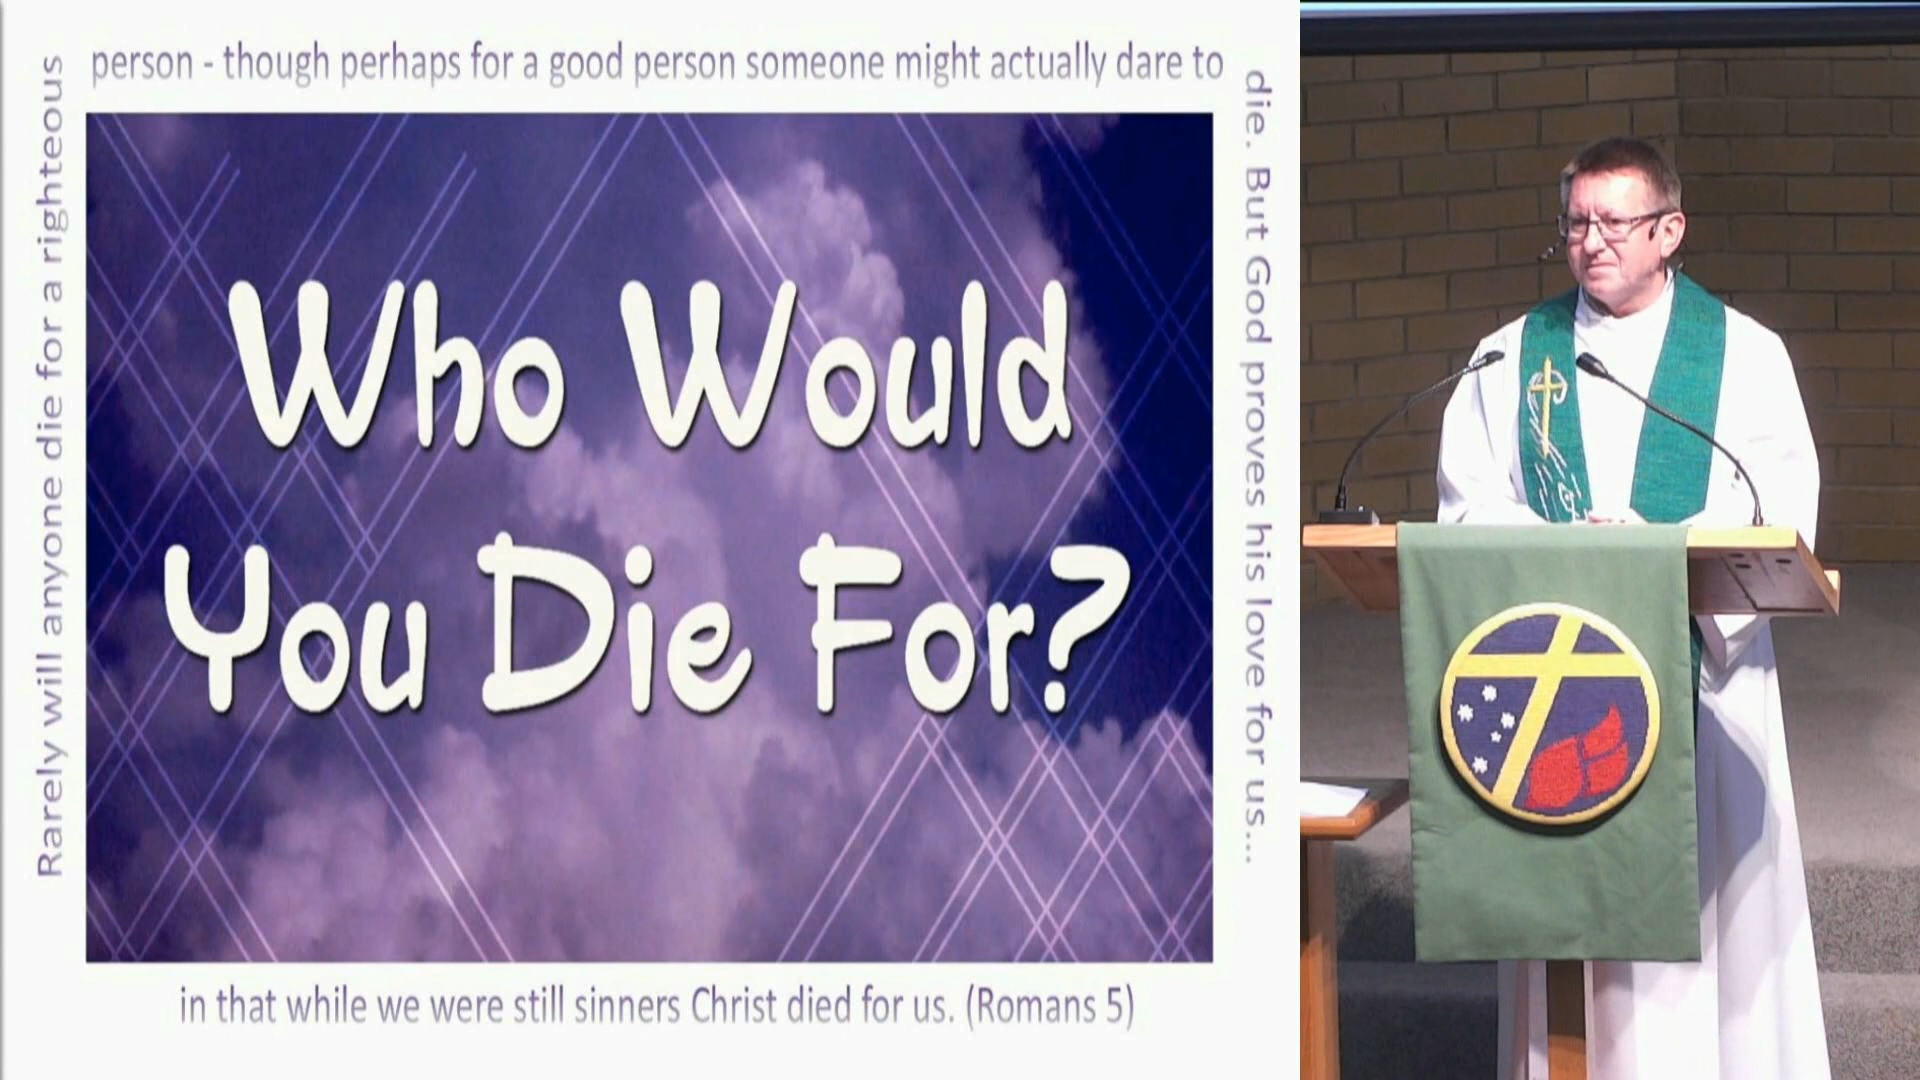 Rarely will anyone die for a righteous
person - though perhaps for a good person someone might actually dare to
die. But God proves his love for us...
Who Would
You Die For?
in that while we were still sinners Christ died for us. (Romans 5)